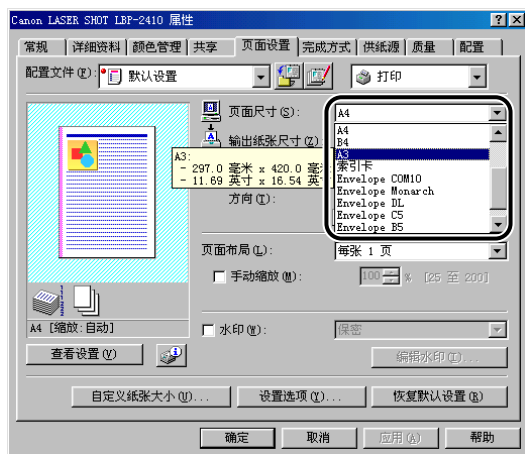 Canon LASER SHOT LBP-2410 属性
常规 详细资料 颜色管理 共享 页面设置 完成方式 供纸源 质量 配置
配置文件(F): 默认设置 打印
页面尺寸(S): A4
输出纸张尺寸(Z)
A4
B4
A3
索引卡
Envelope COM10
Envelope Monarch
Envelope DL
Envelope C5
Envelope B5
A3:
- 297.0 毫米 x 420.0 毫
- 11.69 英寸 x 16.54 英
方向(T):
页面布局(L): 每张 1 页
手动缩放(M): 100 % [25 至 200]
A4 [缩放:自动]
水印(W): 保密
查看设置(V) 编辑水印(I)...
自定义纸张大小(U)... 设置选项(Y)... 恢复默认设置(R)
确定 取消 应用(A) 帮助